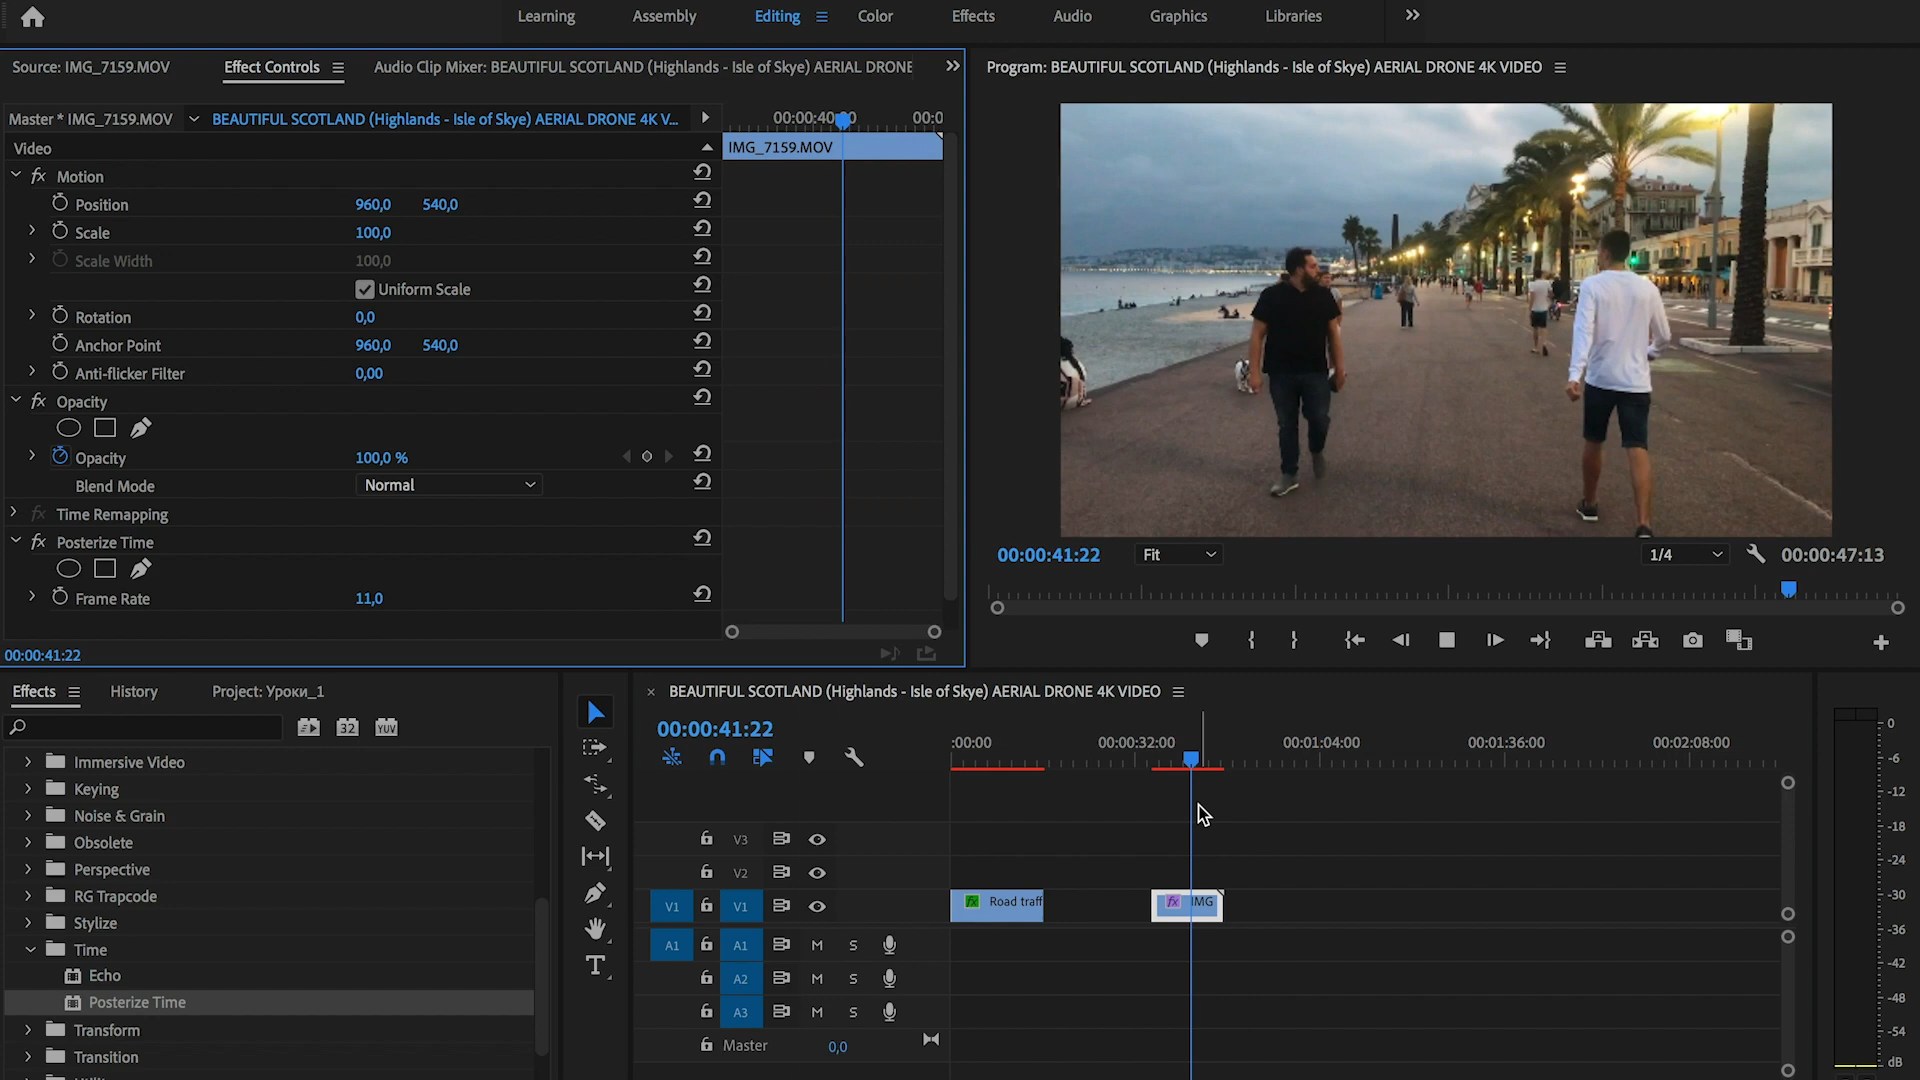 Learning Assembly Editing Color Effects Audio Graphics Libraries
Source: IMG_7159.MOV Effect Controls Audio Clip Mixer: BEAUTIFUL SCOTLAND (Highlands - Isle of Skye) AERIAL DRONE
Master * IMG_7159.MOV BEAUTIFUL SCOTLAND (Highlands - Isle of Skye) AERIAL DRONE 4K V...
00:00:40 00:0
Video
IMG_7159.MOV
Motion
Position 960,0 540,0
Scale 100,0
Scale Width 100,0
Uniform Scale
Rotation 0,0
Anchor Point 960,0 540,0
Anti-flicker Filter 0,00
Opacity
Opacity 100,0 %
Blend Mode Normal
Time Remapping
Posterize Time
Frame Rate 11,0
00:00:41:22
Program: BEAUTIFUL SCOTLAND (Highlands - Isle of Skye) AERIAL DRONE 4K VIDEO
00:00:41:22 Fit 1/4 00:00:47:13
Effects History Project: Уроки_1
32 YUV
Immersive Video
Keying
Noise & Grain
Obsolete
Perspective
RG Trapcode
Stylize
Time
Echo
Posterize Time
Transform
Transition
BEAUTIFUL SCOTLAND (Highlands - Isle of Skye) AERIAL DRONE 4K VIDEO
00:00:41:22
:00:00 00:00:32:00 00:01:04:00 00:01:36:00 00:02:08:00
V3
V2
V1 V1 fx Road traff fx IMG
A1 A1 M S
A2 M S
A3 M S
Master 0,0
0
-6
-12
-18
-24
-30
-36
-42
-48
-54
dB